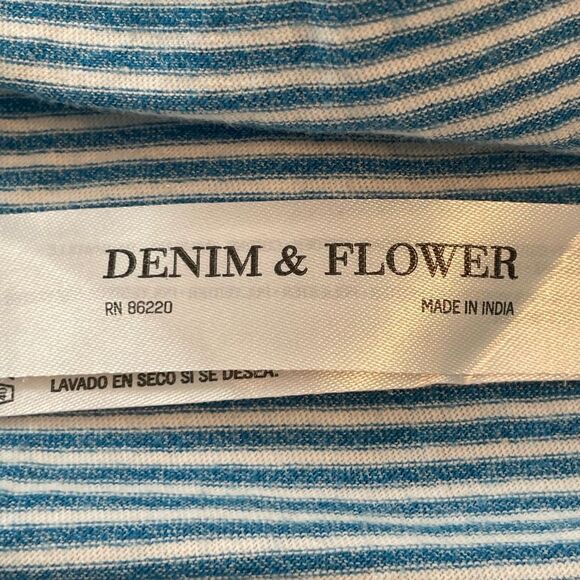 DENIM & FLOWER
RN 86220
MADE IN INDIA
LAVADO EN SECO SI SE DESEA.